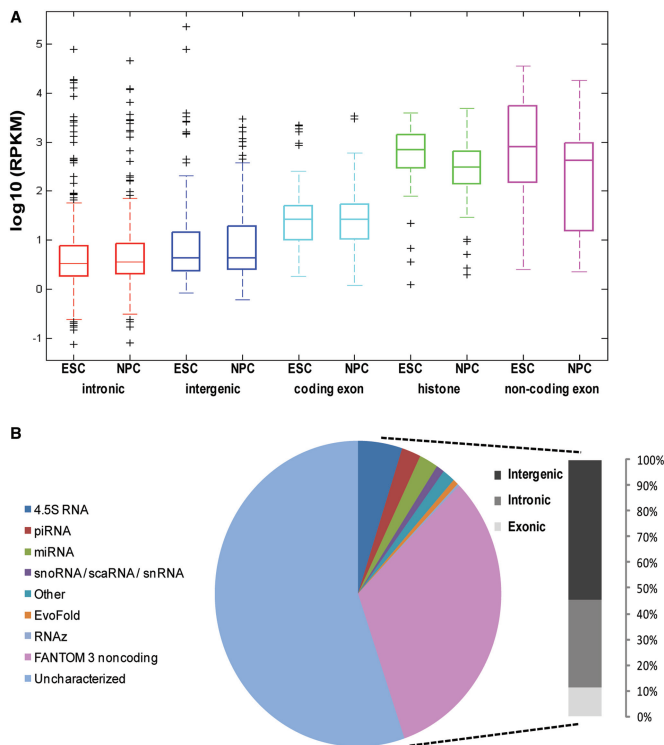 A
log10 (RPKM)
5
4
3
2
1
0
-1
ESC NPC ESC NPC ESC NPC ESC NPC ESC NPC
intronic intergenic coding exon histone non-coding exon
B
4.5S RNA
piRNA
miRNA
snoRNA/scaRNA/snRNA
Other
EvoFold
RNAz
FANTOM 3 noncoding
Uncharacterized
Intergenic
Intronic
Exonic
100%
90%
80%
70%
60%
50%
40%
30%
20%
10%
0%